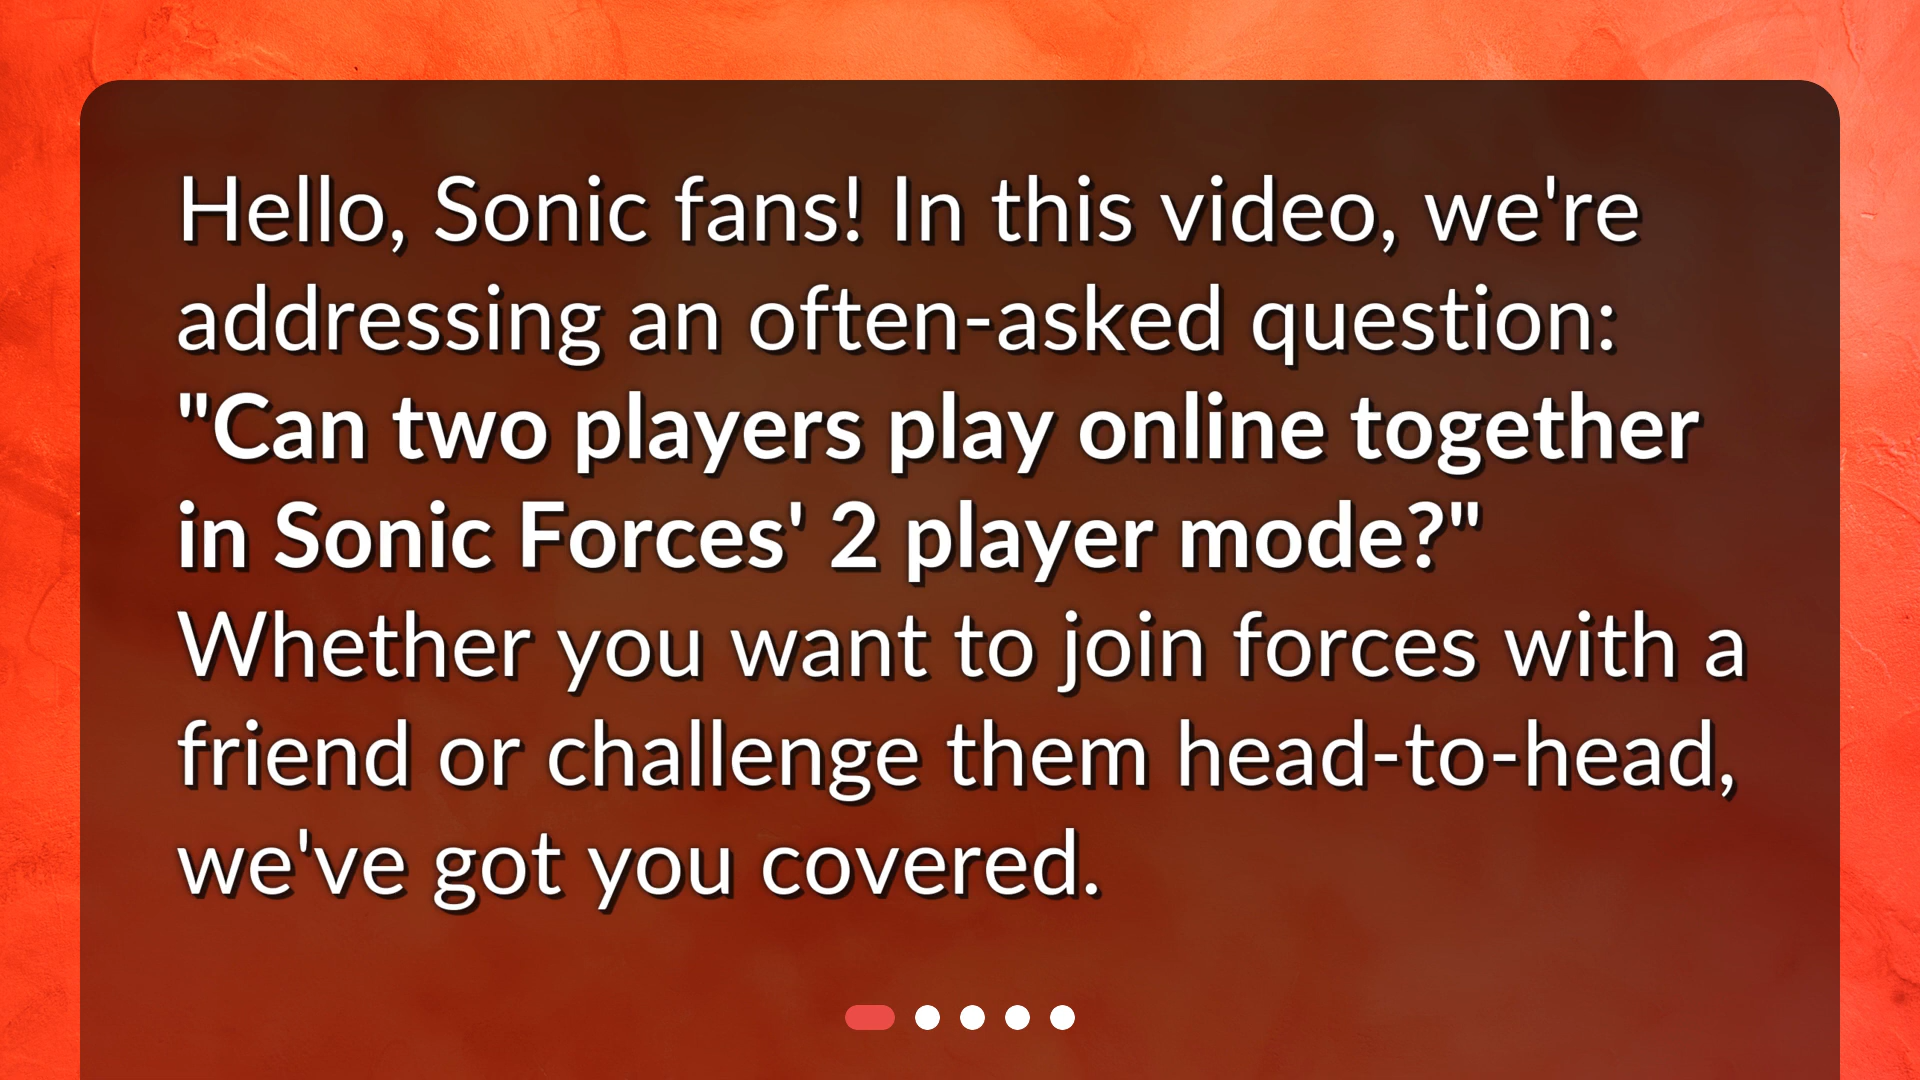 Hello, Sonic fans! In this video, we're
addressing an often-asked question:
"Can two players play online together
in Sonic Forces' 2 player mode?"
Whether you want to join forces with a
friend or challenge them head-to-head,
we've got you covered.